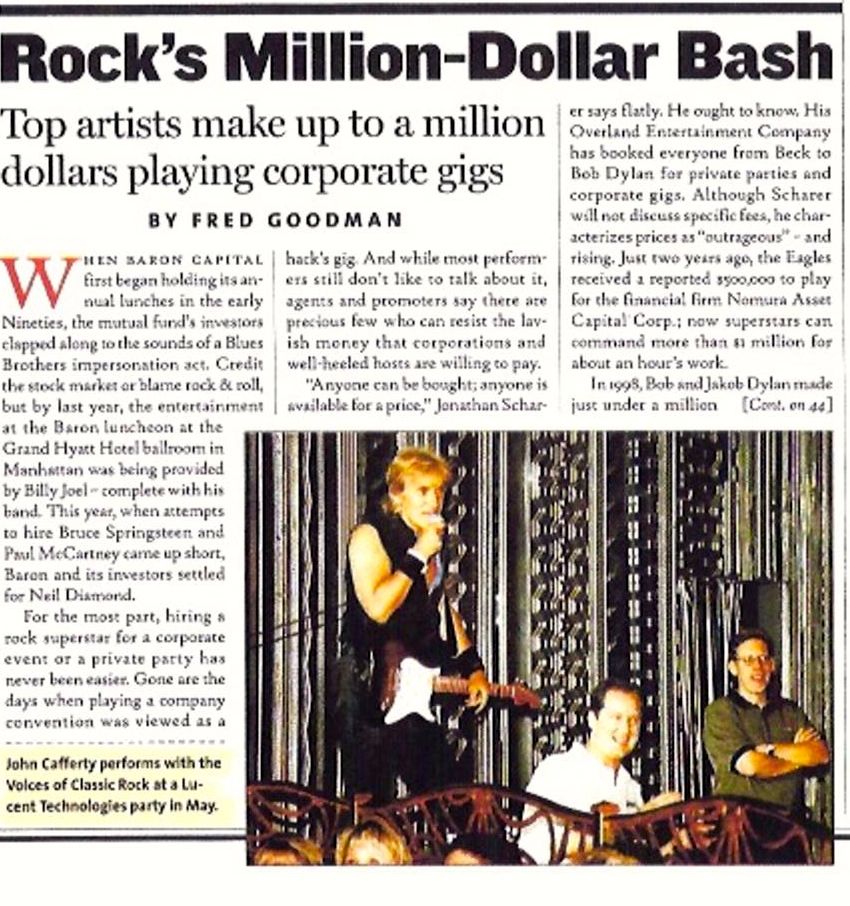 Rock's Million-Dollar Bash
Top artists make up to a million
dollars playing corporate gigs
BY FRED GOODMAN
WHEN BARON CAPITAL
first began holding its an-
nual lunches in the early
Nineties, the mutual fund's investors
clapped along to the sounds of a Blues
Brothers impersonation act. Credit
the stock market or blame rock & roll,
but by last year, the entertainment
at the Baron luncheon at the
Grand Hyatt Hotel ballroom in
Manhattan was being provided
by Billy Joel – complete with his
band. This year, when attempts
to hire Bruce Springsteen and
Paul McCartney came up short,
Baron and its investors settled
for Neil Diamond.
For the most part, hiring a
rock superstar for a corporate
event or a private party has
never been easier. Gone are the
days when playing a company
convention was viewed as a
hack's gig. And while most perform-
ers still don't like to talk about it,
agents and promoters say there are
precious few who can resist the lav-
ish money that corporations and
well-heeled hosts are willing to pay.
"Anyone can be bought; anyone is
available for a price," Jonathan Schar-
er says flatly. He ought to know. His
Overland Entertainment Company
has booked everyone from Beck to
Bob Dylan for private parties and
corporate gigs. Although Scharer
will not discuss specific fees, he char-
acterizes prices as "outrageous" – and
rising. Just two years ago, the Eagles
received a reported $500,000 to play
for the financial firm Nomura Asset
Capital Corp.; now superstars can
command more than $1 million for
about an hour's work.
In 1998, Bob and Jakob Dylan made
just under a million [Cont. on 44]
John Cafferty performs with the
Voices of Classic Rock at a Lu-
cent Technologies party in May.